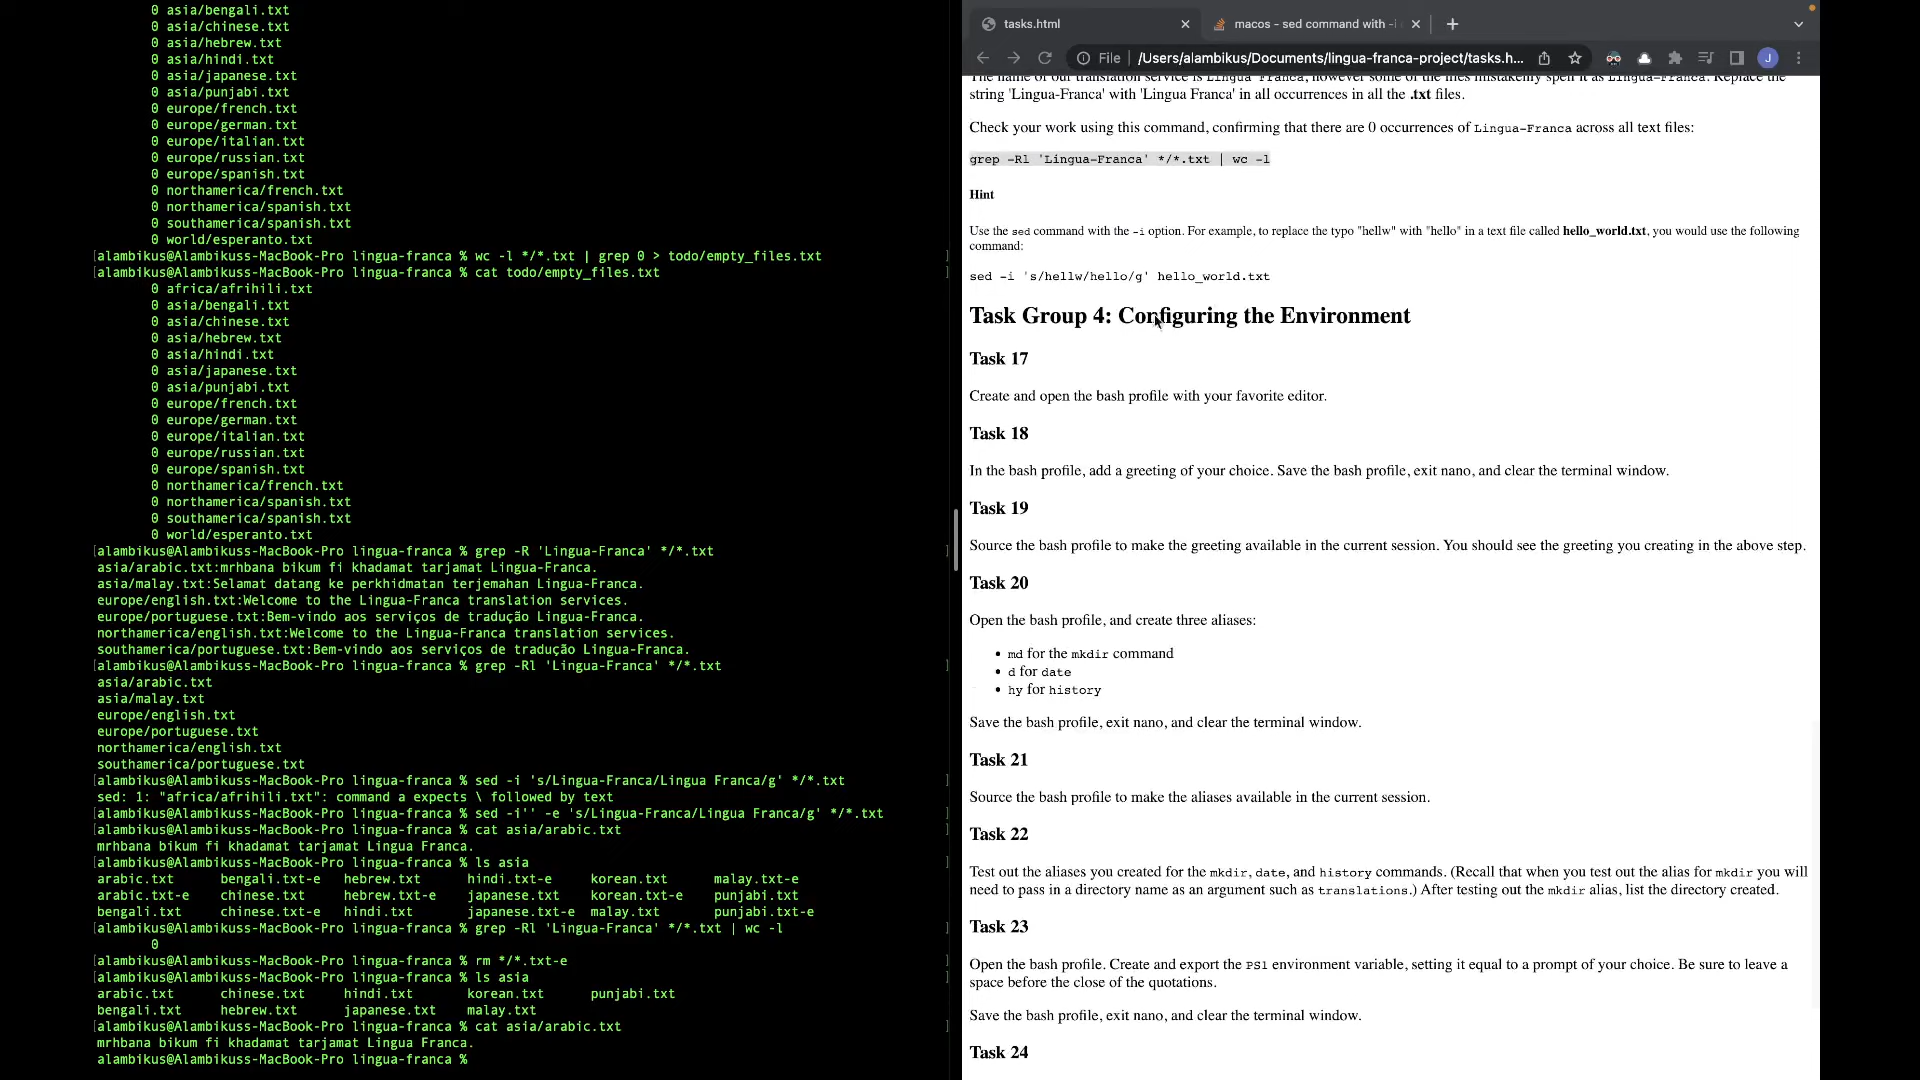 0 asia/bengali.txt
0 asia/chinese.txt
0 asia/hebrew.txt
0 asia/hindi.txt
0 asia/japanese.txt
0 asia/punjabi.txt
0 europe/french.txt
0 europe/german.txt
0 europe/italian.txt
0 europe/russian.txt
0 europe/spanish.txt
0 northamerica/french.txt
0 northamerica/spanish.txt
0 southamerica/spanish.txt
0 world/esperanto.txt
[alambikus@Alambikuss-MacBook-Pro lingua-franca % wc -l */*.txt | grep 0 > todo/empty_files.txt ]
[alambikus@Alambikuss-MacBook-Pro lingua-franca % cat todo/empty_files.txt ]
0 africa/afrihili.txt
0 asia/bengali.txt
0 asia/chinese.txt
0 asia/hebrew.txt
0 asia/hindi.txt
0 asia/japanese.txt
0 asia/punjabi.txt
0 europe/french.txt
0 europe/german.txt
0 europe/italian.txt
0 europe/russian.txt
0 europe/spanish.txt
0 northamerica/french.txt
0 northamerica/spanish.txt
0 southamerica/spanish.txt
0 world/esperanto.txt
[alambikus@Alambikuss-MacBook-Pro lingua-franca % grep -R 'Lingua-Franca' */*.txt ]
asia/arabic.txt:mrhbana bikum fi khadamat tarjamat Lingua-Franca.
asia/malay.txt:Selamat datang ke perkhidmatan terjemahan Lingua-Franca.
europe/english.txt:Welcome to the Lingua-Franca translation services.
europe/portuguese.txt:Bem-vindo aos serviços de tradução Lingua-Franca.
northamerica/english.txt:Welcome to the Lingua-Franca translation services.
southamerica/portuguese.txt:Bem-vindo aos serviços de tradução Lingua-Franca.
[alambikus@Alambikuss-MacBook-Pro lingua-franca % grep -Rl 'Lingua-Franca' */*.txt ]
asia/arabic.txt
asia/malay.txt
europe/english.txt
europe/portuguese.txt
northamerica/english.txt
southamerica/portuguese.txt
[alambikus@Alambikuss-MacBook-Pro lingua-franca % sed -i 's/Lingua-Franca/Lingua Franca/g' */*.txt ]
sed: 1: "africa/afrihili.txt": command a expects \ followed by text
[alambikus@Alambikuss-MacBook-Pro lingua-franca % sed -i'' -e 's/Lingua-Franca/Lingua Franca/g' */*.txt ]
[alambikus@Alambikuss-MacBook-Pro lingua-franca % cat asia/arabic.txt ]
mrhbana bikum fi khadamat tarjamat Lingua Franca.
[alambikus@Alambikuss-MacBook-Pro lingua-franca % ls asia ]
arabic.txt bengali.txt-e hebrew.txt hindi.txt-e korean.txt malay.txt-e
arabic.txt-e chinese.txt hebrew.txt-e japanese.txt korean.txt-e punjabi.txt
bengali.txt chinese.txt-e hindi.txt japanese.txt-e malay.txt punjabi.txt-e
[alambikus@Alambikuss-MacBook-Pro lingua-franca % grep -Rl 'Lingua-Franca' */*.txt | wc -l ]
0
[alambikus@Alambikuss-MacBook-Pro lingua-franca % rm */*.txt-e ]
[alambikus@Alambikuss-MacBook-Pro lingua-franca % ls asia ]
arabic.txt chinese.txt hindi.txt korean.txt punjabi.txt
bengali.txt hebrew.txt japanese.txt malay.txt
[alambikus@Alambikuss-MacBook-Pro lingua-franca % cat asia/arabic.txt ]
mrhbana bikum fi khadamat tarjamat Lingua Franca.
alambikus@Alambikuss-MacBook-Pro lingua-franca %
tasks.html
macos - sed command with -i
File /Users/alambikus/Documents/lingua-franca-project/tasks.h...
J
The name of our translation service is Lingua Franca, however some of the files mistakenly spell it as Lingua-Franca. Replace the
string 'Lingua-Franca' with 'Lingua Franca' in all occurrences in all the .txt files.
Check your work using this command, confirming that there are 0 occurrences of Lingua-Franca across all text files:
grep -Rl 'Lingua-Franca' */*.txt | wc -l
Hint
Use the sed command with the -i option. For example, to replace the typo "hellw" with "hello" in a text file called hello_world.txt, you would use the following
command:
sed -i 's/hellw/hello/g' hello_world.txt
Task Group 4: Configuring the Environment
Task 17
Create and open the bash profile with your favorite editor.
Task 18
In the bash profile, add a greeting of your choice. Save the bash profile, exit nano, and clear the terminal window.
Task 19
Source the bash profile to make the greeting available in the current session. You should see the greeting you creating in the above step.
Task 20
Open the bash profile, and create three aliases:
• md for the mkdir command
• d for date
• hy for history
Save the bash profile, exit nano, and clear the terminal window.
Task 21
Source the bash profile to make the aliases available in the current session.
Task 22
Test out the aliases you created for the mkdir, date, and history commands. (Recall that when you test out the alias for mkdir you will
need to pass in a directory name as an argument such as translations.) After testing out the mkdir alias, list the directory created.
Task 23
Open the bash profile. Create and export the PS1 environment variable, setting it equal to a prompt of your choice. Be sure to leave a
space before the close of the quotations.
Save the bash profile, exit nano, and clear the terminal window.
Task 24